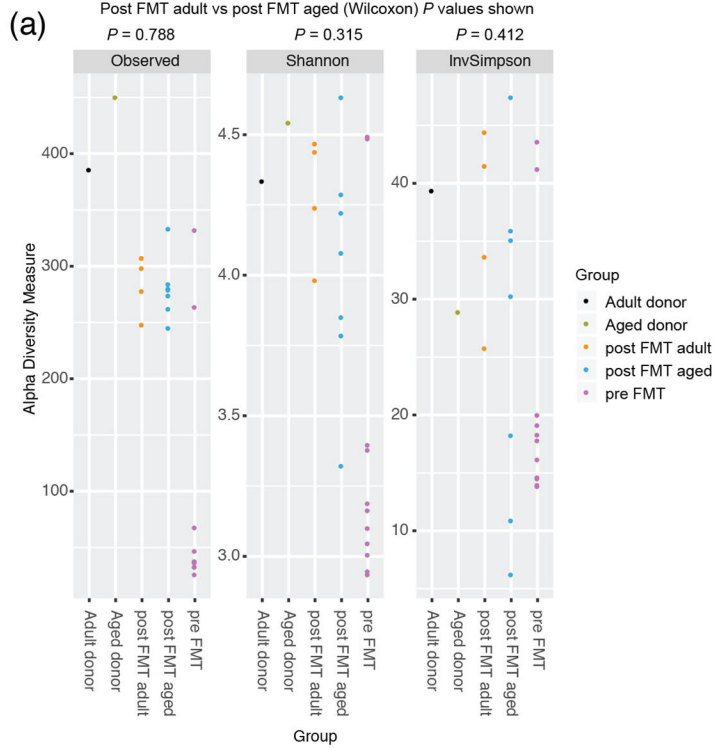 (a)
Post FMT adult vs post FMT aged (Wilcoxon) P values shown
P = 0.788
P = 0.315
P = 0.412
Observed
Shannon
InvSimpson
Alpha Diversity Measure
400
300
200
100
4.5
4.0
3.5
3.0
40
30
20
10
Adult donor
Aged donor
post FMT adult
post FMT aged
pre FMT
Adult donor
Aged donor
post FMT adult
post FMT aged
pre FMT
Adult donor
Aged donor
post FMT adult
post FMT aged
pre FMT
Group
Group
Adult donor
Aged donor
post FMT adult
post FMT aged
pre FMT